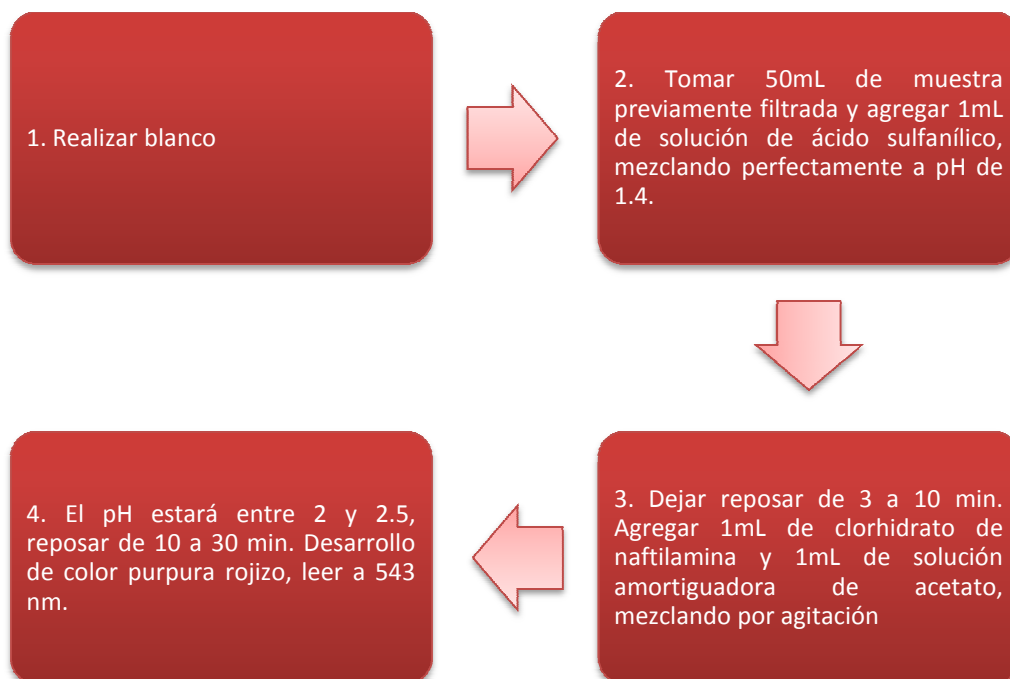 1. Realizar blanco
2. Tomar 50mL de muestra
previamente filtrada y agregar 1mL
de solución de ácido sulfanílico,
mezclando perfectamente a pH de
1.4.
3. Dejar reposar de 3 a 10 min.
Agregar 1mL de clorhidrato de
naftilamina y 1mL de solución
amortiguadora de acetato,
mezclando por agitación
4. El pH estará entre 2 y 2.5,
reposar de 10 a 30 min. Desarrollo
de color purpura rojizo, leer a 543
nm.